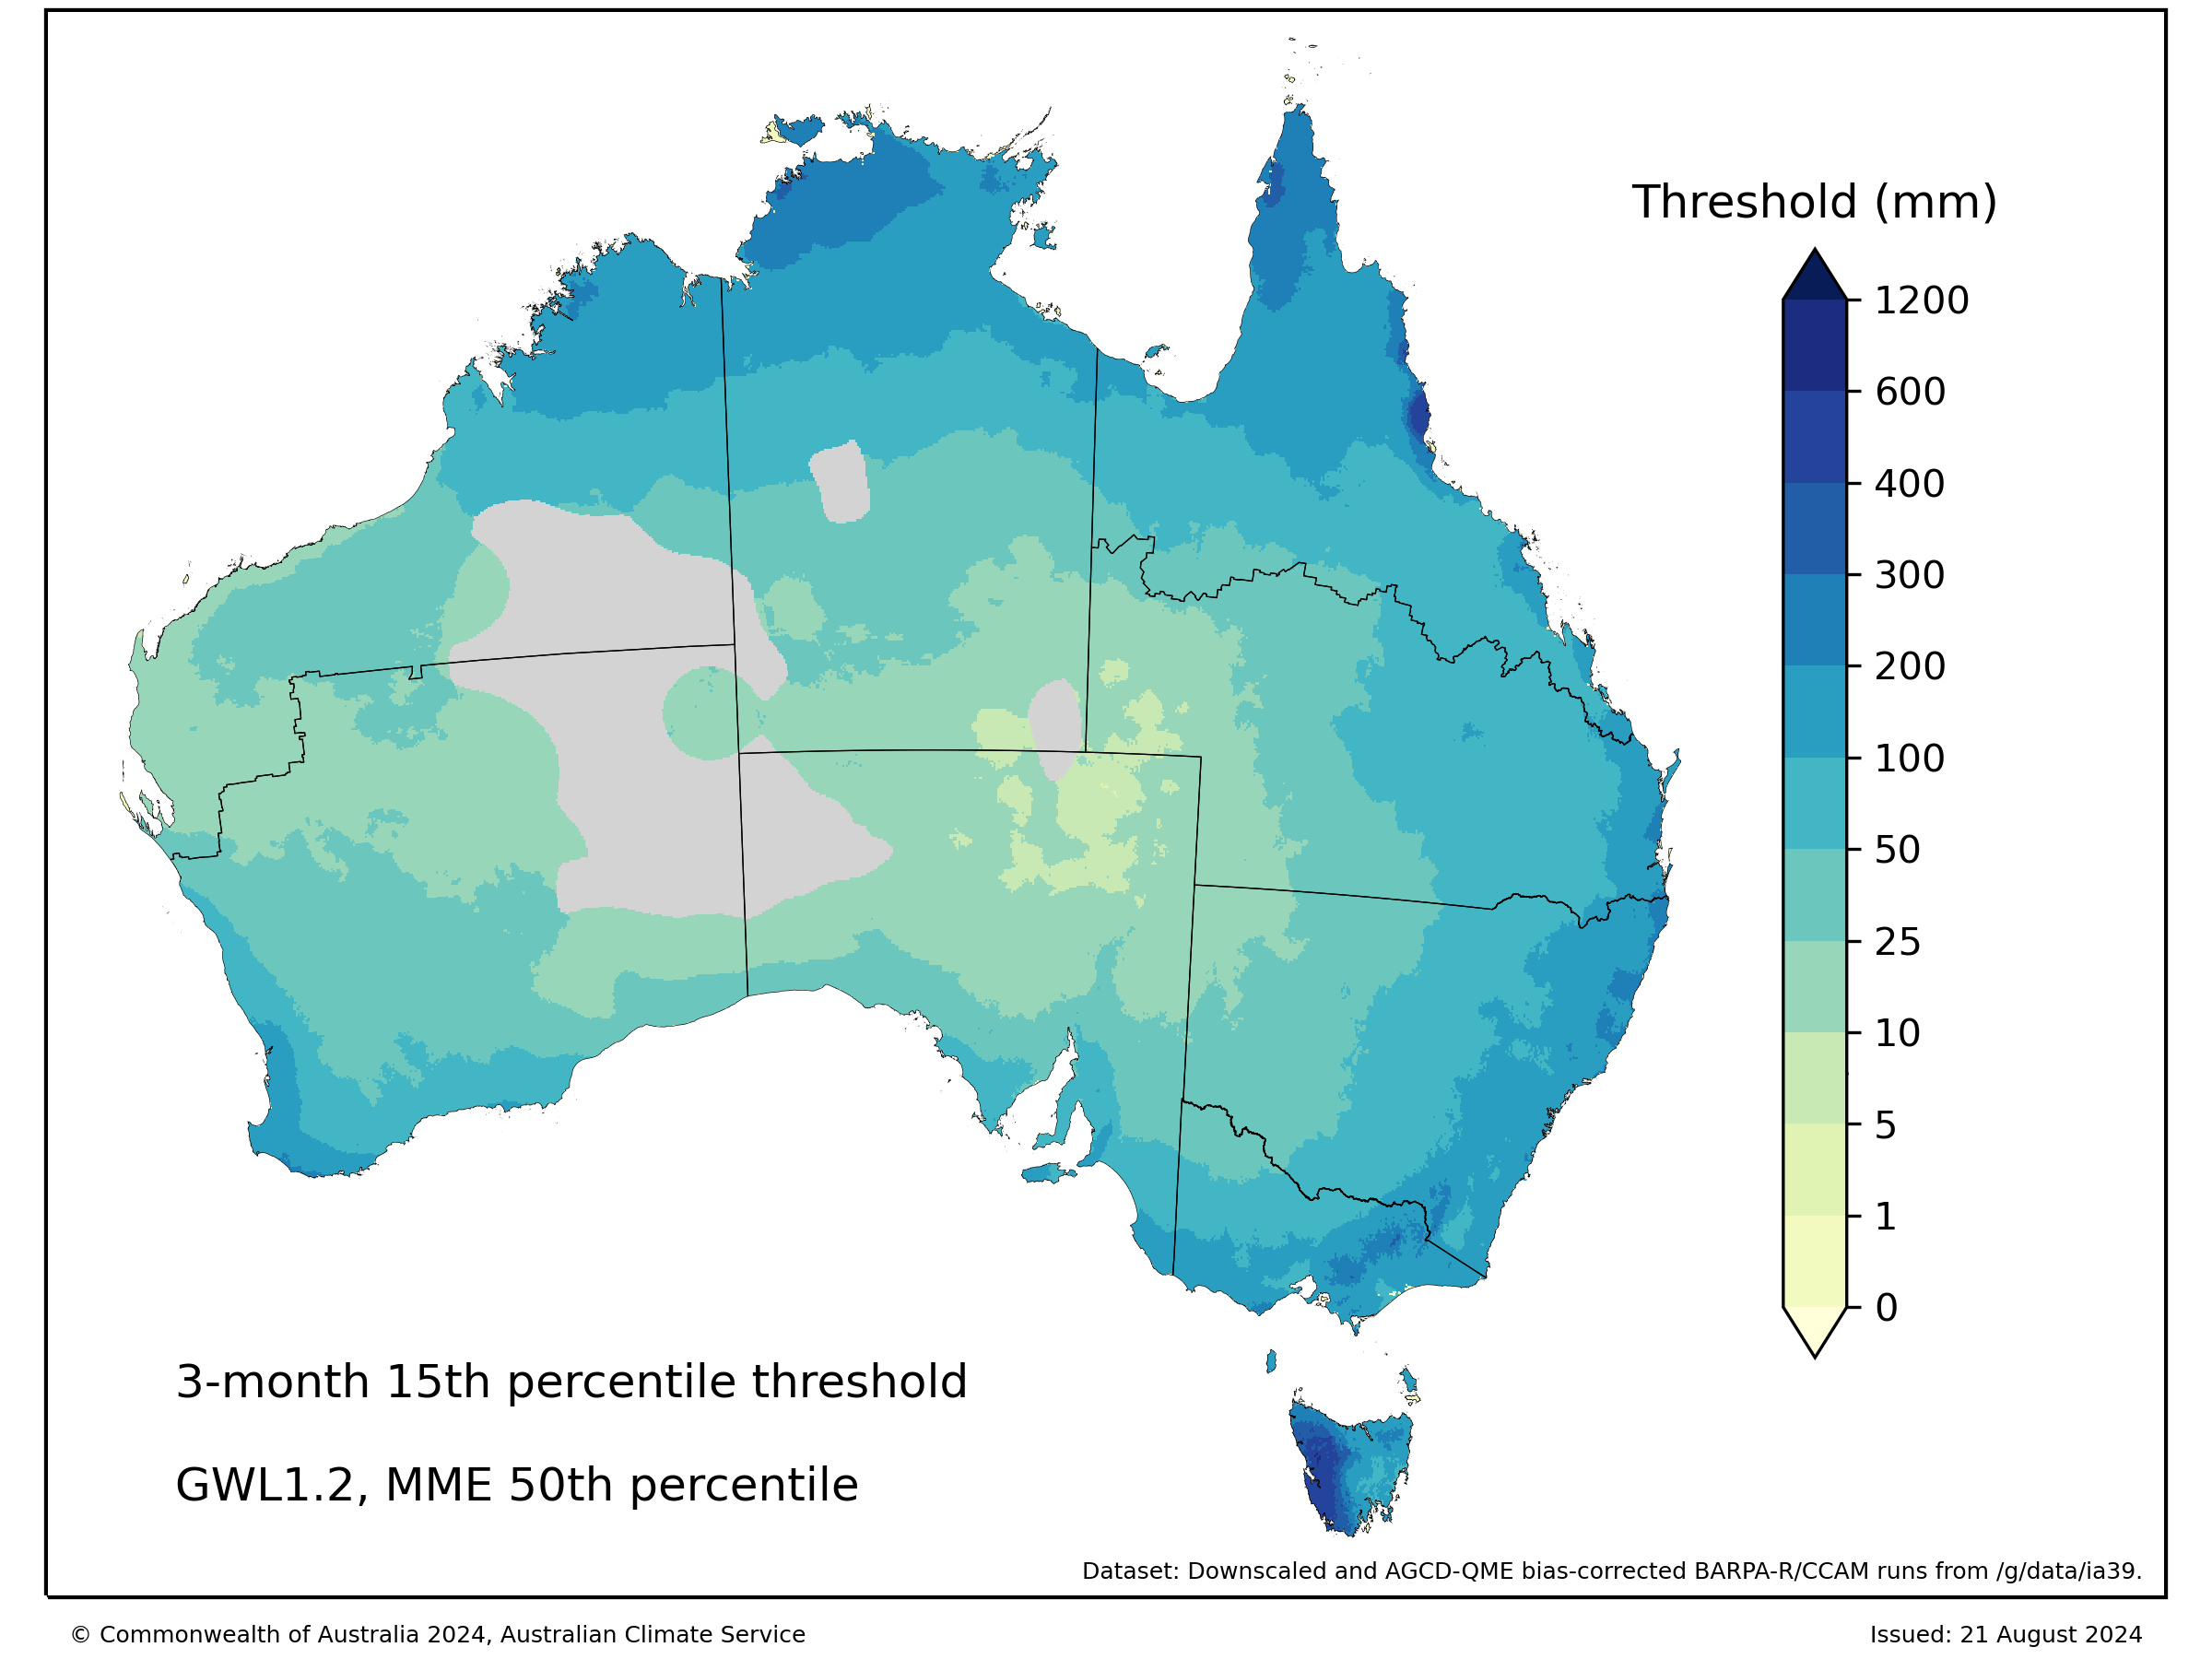 Threshold (mm)
1200
600
400
300
200
100
50
25
10
5
1
0
3-month 15th percentile threshold
GWL1.2, MME 50th percentile
Dataset: Downscaled and AGCD-QME bias-corrected BARPA-R/CCAM runs from /g/data/ia39.
© Commonwealth of Australia 2024, Australian Climate Service
Issued: 21 August 2024